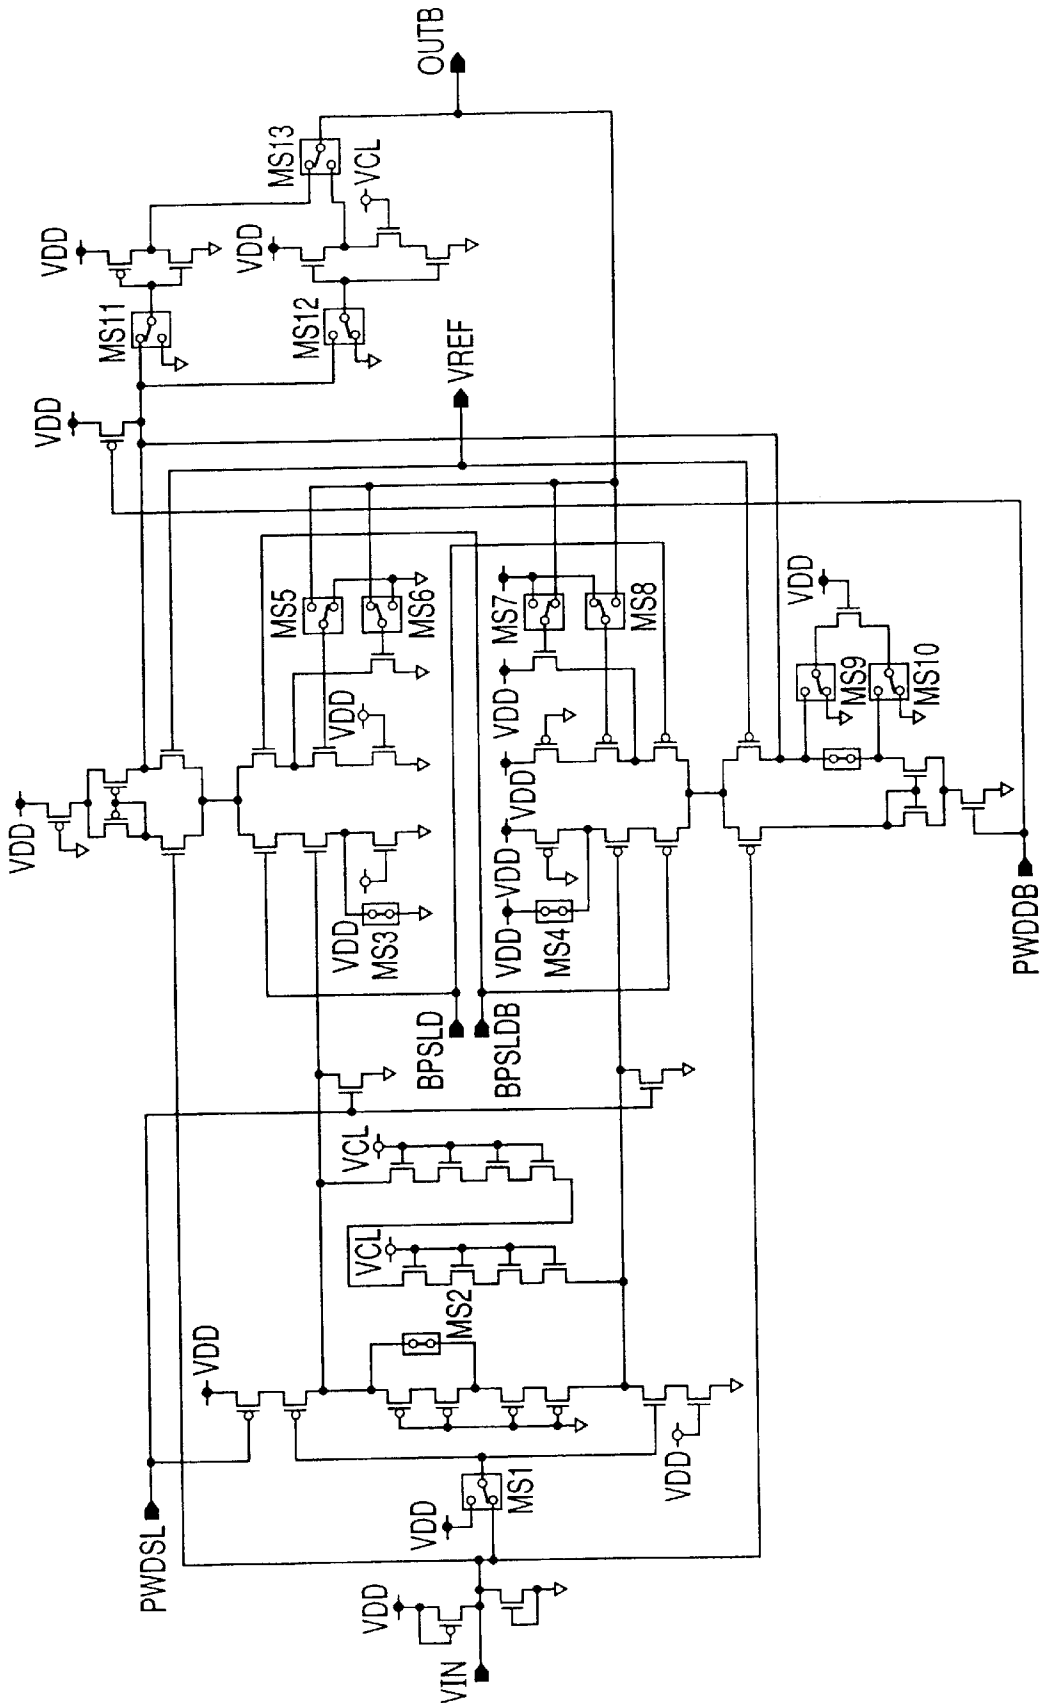 OUTB
MS13
VCL
VDD
VDD
MS11
MS12
VREF
VDD
MS5
MS6
MS7
MS8
VDD
MS9
MS10
VDD
VDD
VDD
VDD
VDD
VDD
MS3
VDD
MS4
PWDDB
BPSLD
BPSLDB
VCL
VCL
MS2
VDD
VDD
MS1
VDD
PWDSL
VDD
VIN